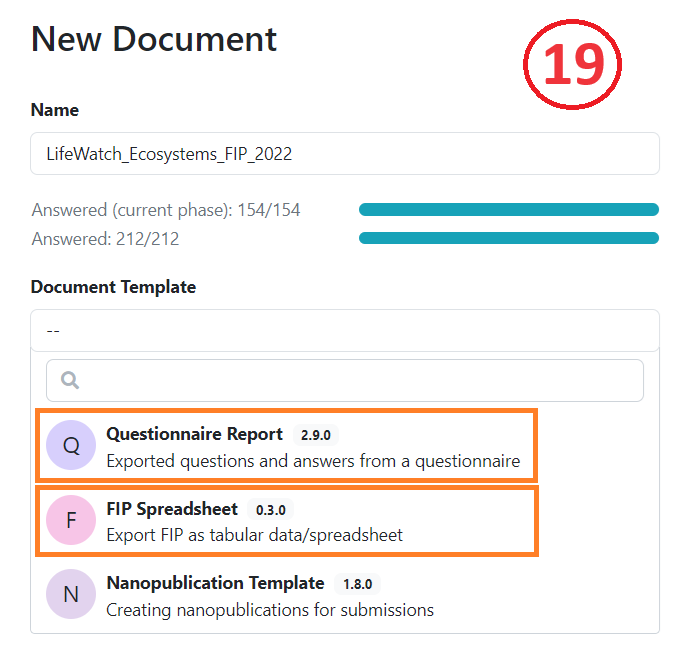 New Document
19
Name
LifeWatch_Ecosystems_FIP_2022
Answered (current phase): 154/154
Answered: 212/212
Document Template
--
Q
Questionnaire Report 2.9.0
Exported questions and answers from a questionnaire
F
FIP Spreadsheet 0.3.0
Export FIP as tabular data/spreadsheet
N
Nanopublication Template 1.8.0
Creating nanopublications for submissions